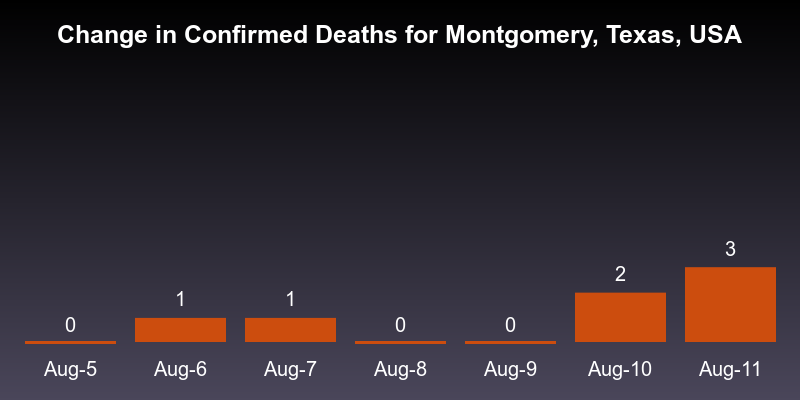 Change in Confirmed Deaths for Montgomery, Texas, USA
0 1 1 0 0 2 3
Aug-5 Aug-6 Aug-7 Aug-8 Aug-9 Aug-10 Aug-11